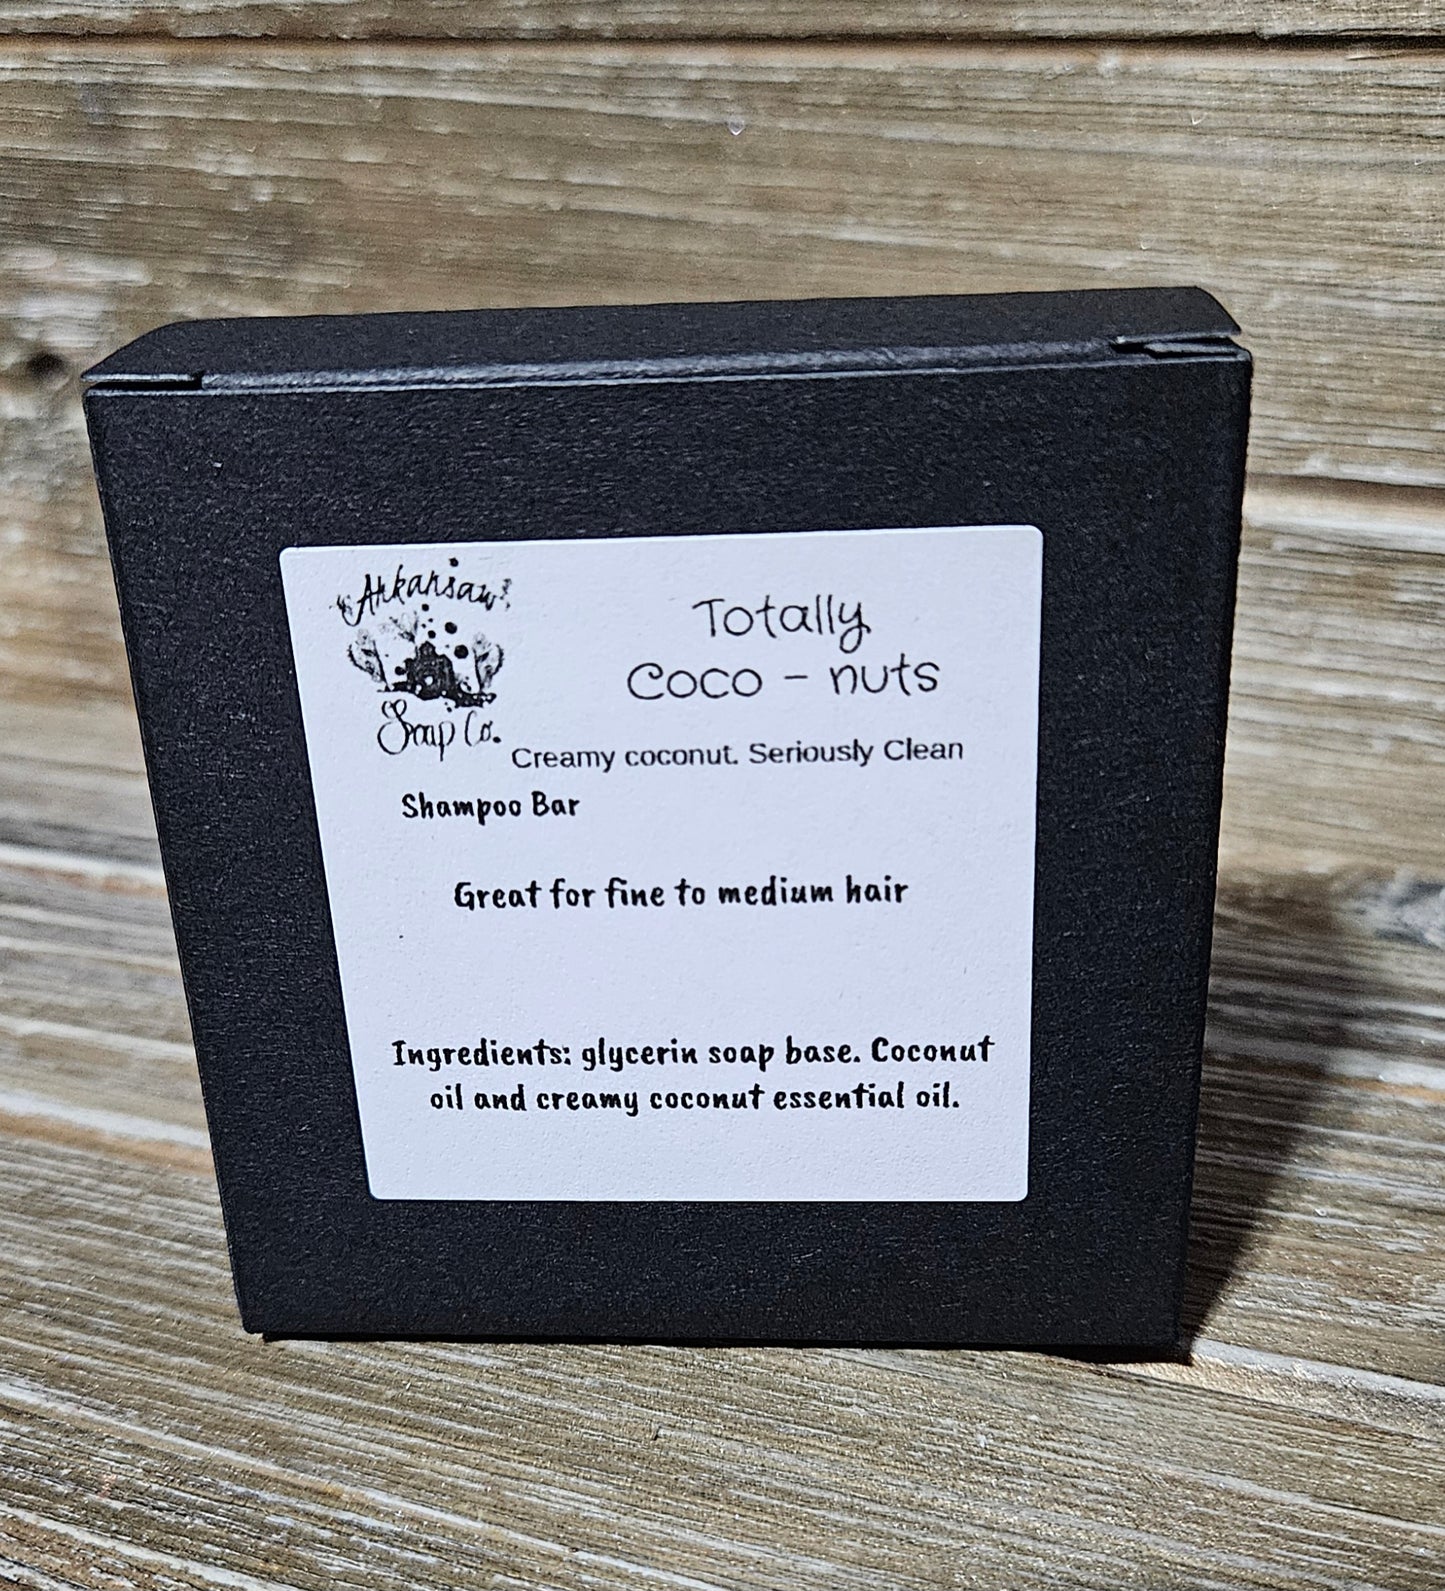 Arkansaw
Soap Co.
Totally
Coco - nuts
Creamy coconut. Seriously Clean
Shampoo Bar
Great for fine to medium hair
Ingredients: glycerin soap base. Coconut
oil and creamy coconut essential oil.